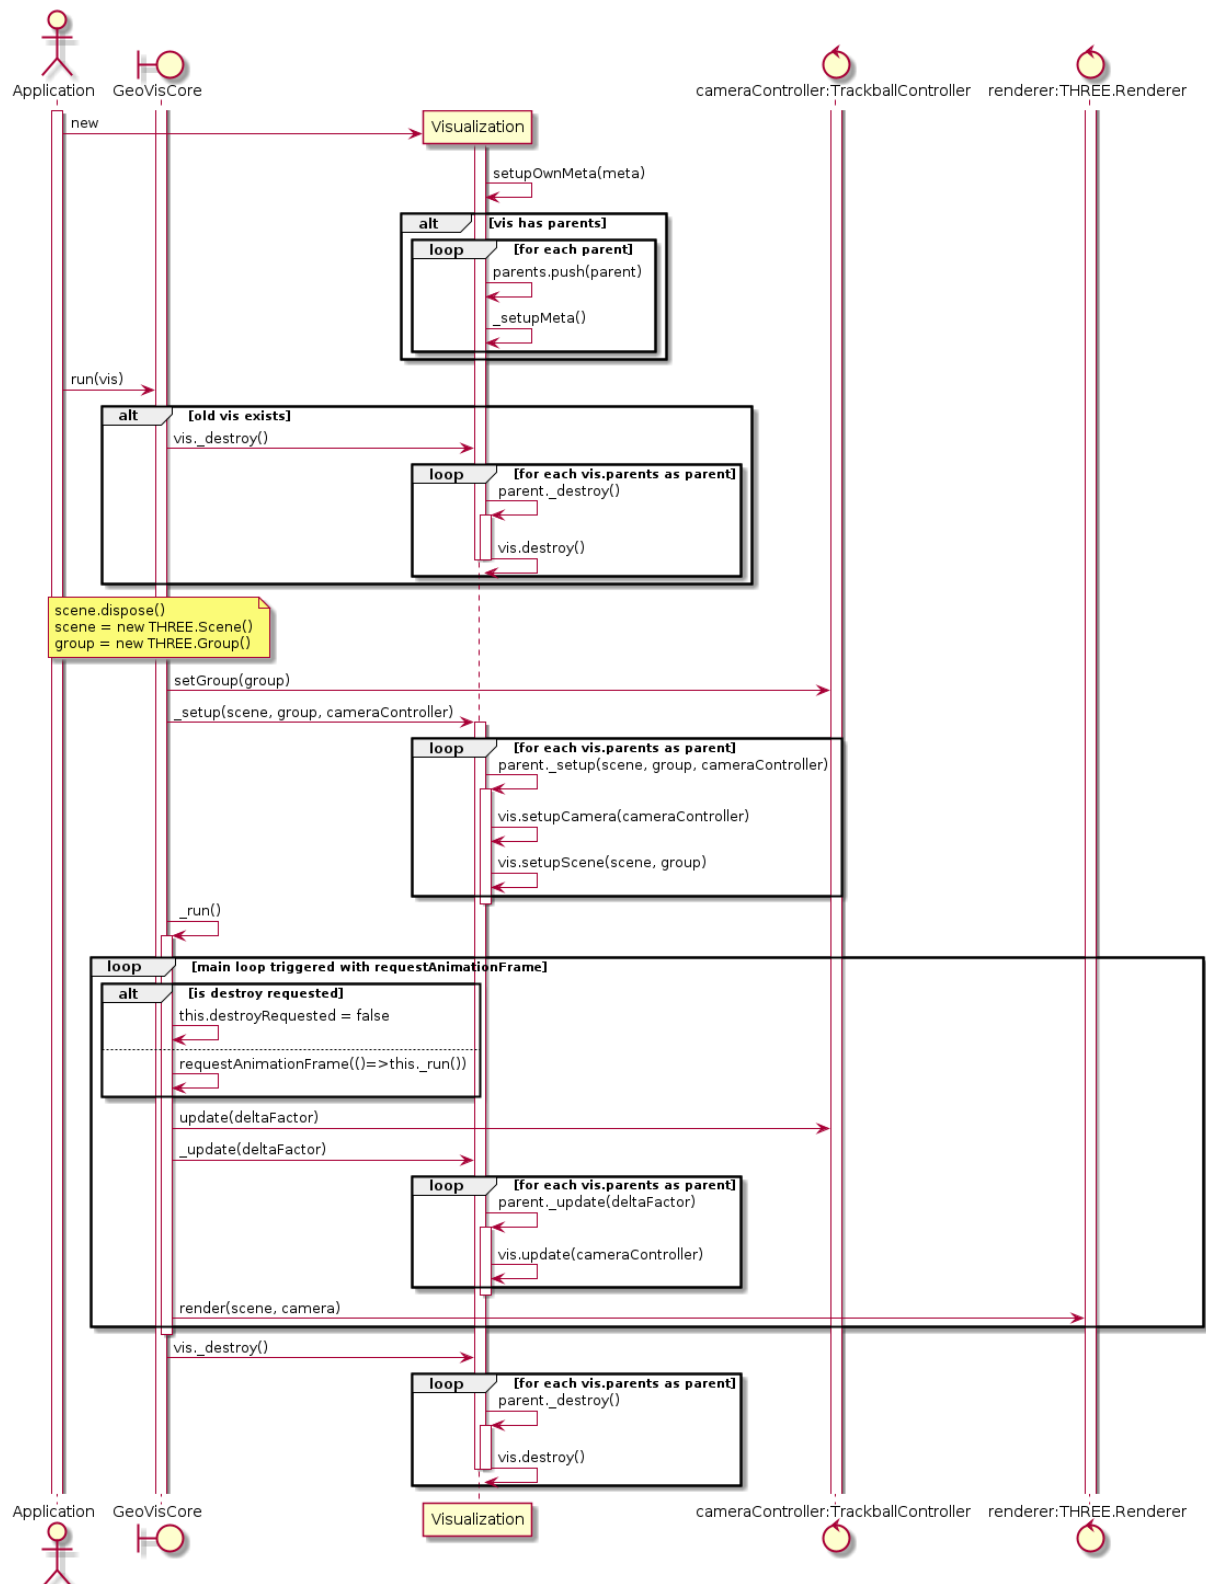 Application
GeoVisCore
cameraController:TrackballController
renderer:THREE.Renderer
new
Visualization
setupOwnMeta(meta)
alt
[vis has parents]
loop
[for each parent]
parents.push(parent)
_setupMeta()
run(vis)
alt
[old vis exists]
vis._destroy()
loop
[for each vis.parents as parent]
parent._destroy()
vis.destroy()
scene.dispose()
scene = new THREE.Scene()
group = new THREE.Group()
setGroup(group)
_setup(scene, group, cameraController)
loop
[for each vis.parents as parent]
parent._setup(scene, group, cameraController)
vis.setupCamera(cameraController)
vis.setupScene(scene, group)
_run()
loop
[main loop triggered with requestAnimationFrame]
alt
[is destroy requested]
this.destroyRequested = false
requestAnimationFrame(()=>this._run())
update(deltaFactor)
_update(deltaFactor)
loop
[for each vis.parents as parent]
parent._update(deltaFactor)
vis.update(cameraController)
render(scene, camera)
vis._destroy()
loop
[for each vis.parents as parent]
parent._destroy()
vis.destroy()
Application
GeoVisCore
Visualization
cameraController:TrackballController
renderer:THREE.Renderer